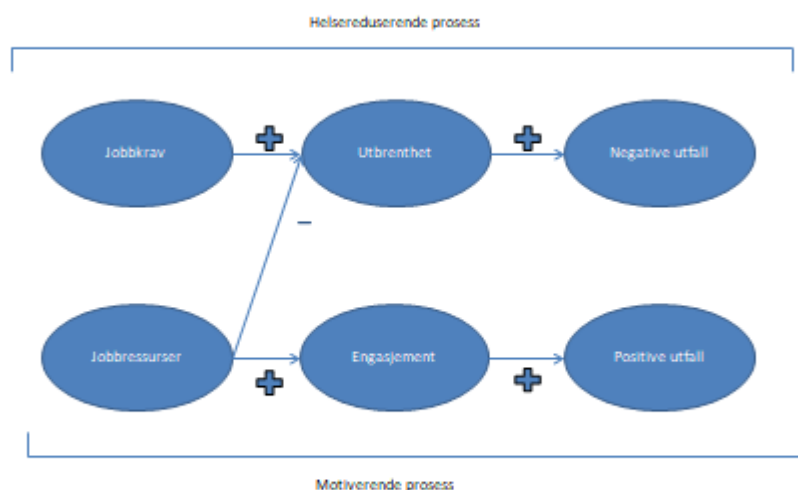 Helsereduserende prosess
Jobbkrav
Utbrenthet
Negative utfall
Jobbressurser
Engasjement
Positive utfall
Motiverende prosess